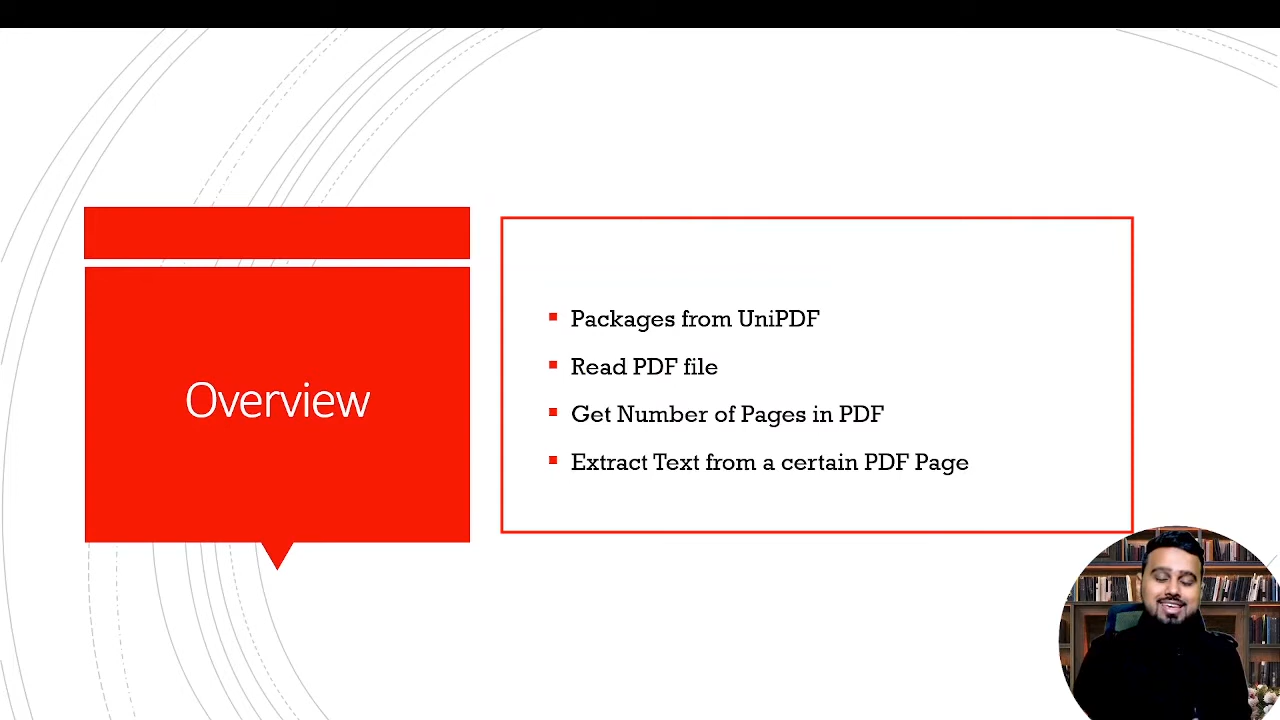 Overview
Packages from UniPDF
Read PDF file
Get Number of Pages in PDF
Extract Text from a certain PDF Page